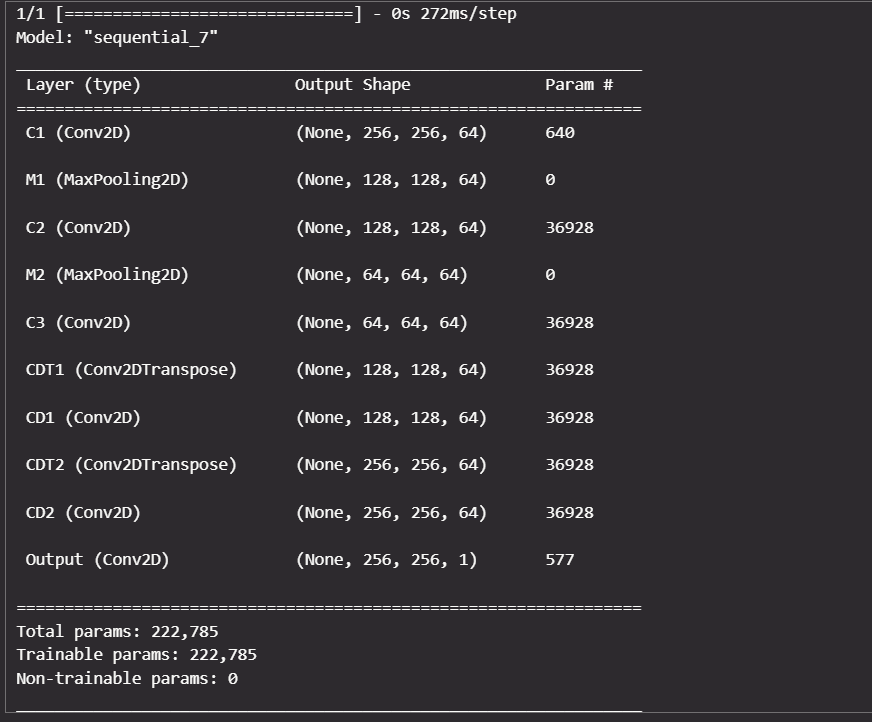 1/1 [==============================] - 0s 272ms/step
Model: "sequential_7"
_________________________________________________________________
Layer (type) Output Shape Param #
=================================================================
C1 (Conv2D) (None, 256, 256, 64) 640
M1 (MaxPooling2D) (None, 128, 128, 64) 0
C2 (Conv2D) (None, 128, 128, 64) 36928
M2 (MaxPooling2D) (None, 64, 64, 64) 0
C3 (Conv2D) (None, 64, 64, 64) 36928
CDT1 (Conv2DTranspose) (None, 128, 128, 64) 36928
CD1 (Conv2D) (None, 128, 128, 64) 36928
CDT2 (Conv2DTranspose) (None, 256, 256, 64) 36928
CD2 (Conv2D) (None, 256, 256, 64) 36928
Output (Conv2D) (None, 256, 256, 1) 577
=================================================================
Total params: 222,785
Trainable params: 222,785
Non-trainable params: 0
_________________________________________________________________